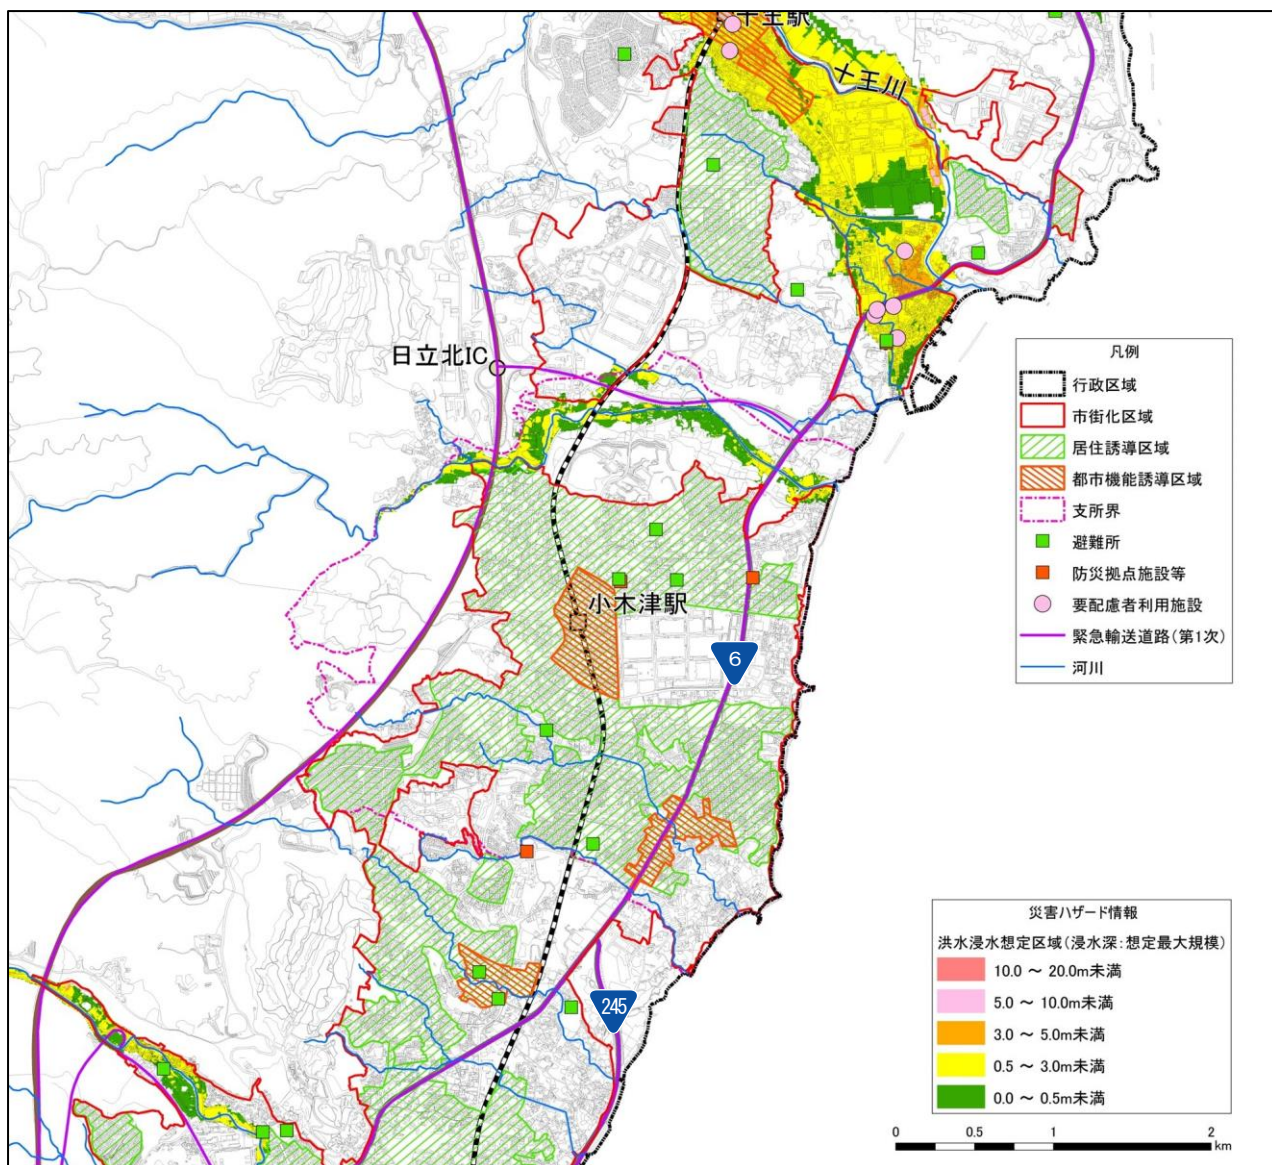 十王駅
十王川
日立北IC
小木津駅
6
245
凡例
行政区域
市街化区域
居住誘導区域
都市機能誘導区域
支所界
避難所
防災拠点施設等
要配慮者利用施設
緊急輸送道路(第1次)
河川
災害ハザード情報
洪水浸水想定区域(浸水深:想定最大規模)
10.0 ～ 20.0m未満
5.0 ～ 10.0m未満
3.0 ～ 5.0m未満
0.5 ～ 3.0m未満
0.0 ～ 0.5m未満
0 0.5 1 2
km